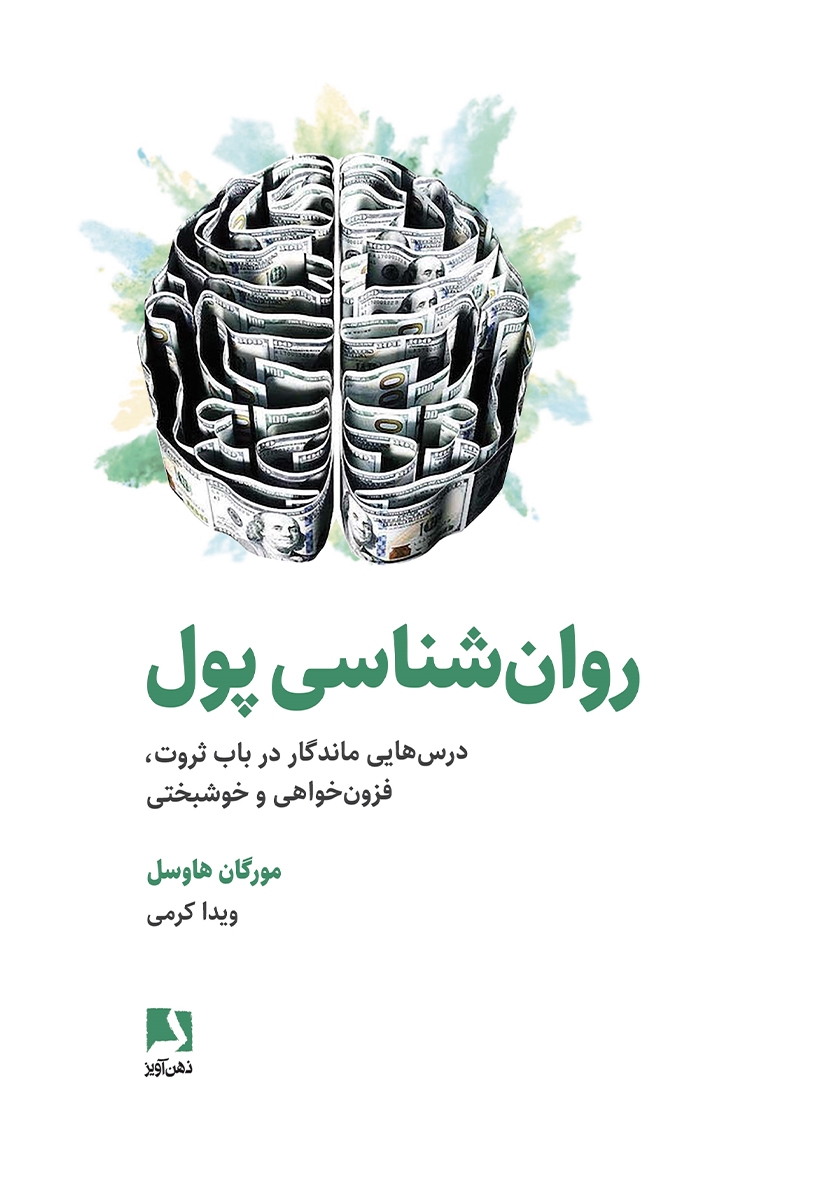 روان‌شناسی پول
درس‌هایی ماندگار در باب ثروت،
فزون‌خواهی و خوشبختی
مورگان هاوسل
ویدا کرمی
ذهن‌آویز